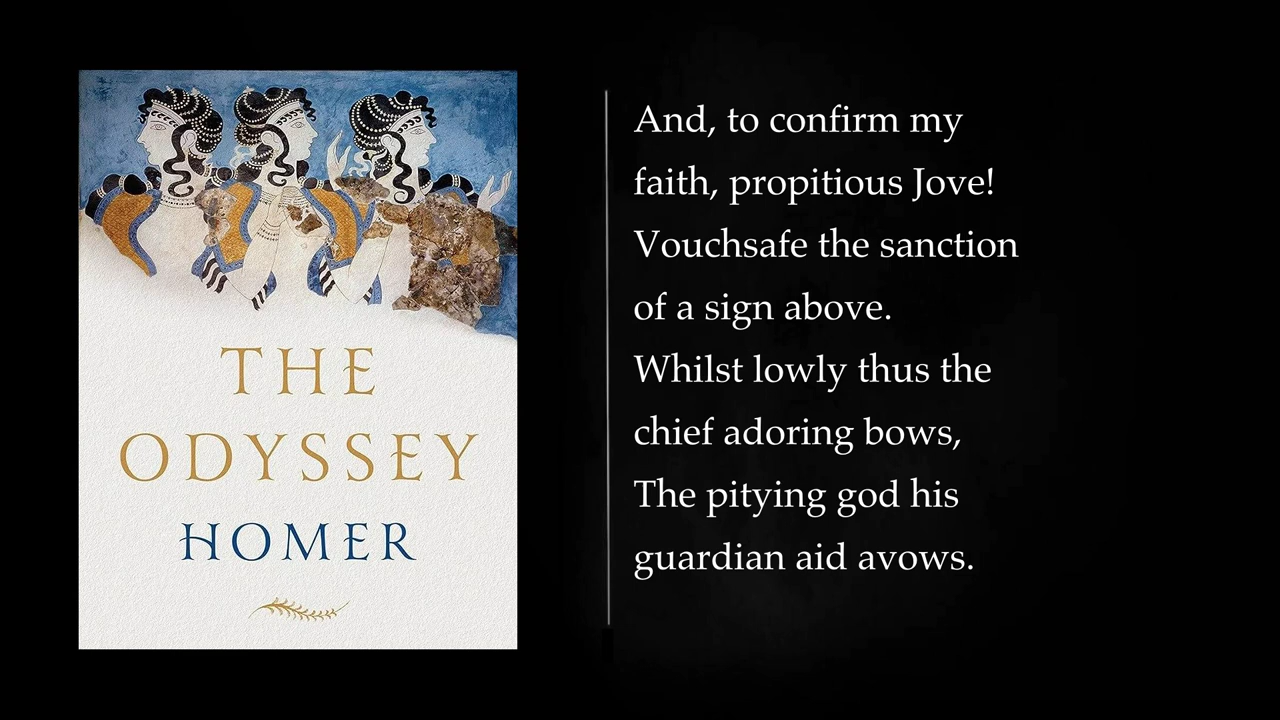 THE
ODYSSEY
HOMER
And, to confirm my
faith, propitious Jove!
Vouchsafe the sanction
of a sign above.
Whilst lowly thus the
chief adoring bows,
The pitying god his
guardian aid avows.